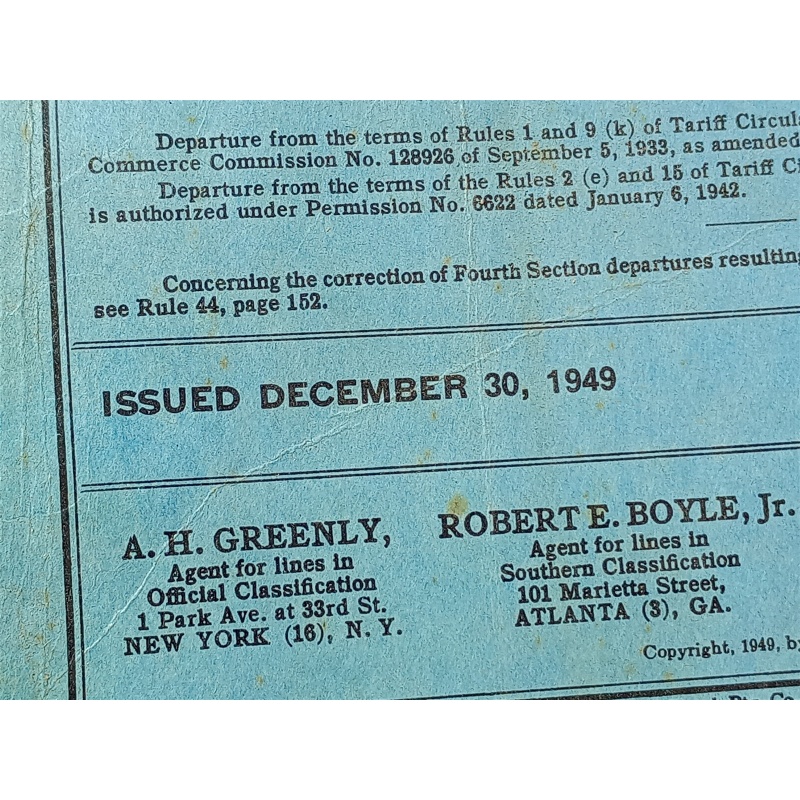 Departure from the terms of Rules 1 and 9 (k) of Tariff
Commerce Commission No. 128926 of September 5, 1933, as amended
Departure from the terms of the Rules 2 (e) and 15 of Tariff
is authorized under Permission No. 6622 dated January 6, 1942.
Concerning the correction of Fourth Section departures
see Rule 44, page 152.
ISSUED DECEMBER 30, 1949
A. H. GREENLY,
Agent for lines in
Official Classification
1 Park Ave. at 33rd St.
NEW YORK (16), N. Y.
ROBERT E. BOYLE, Jr.
Agent for lines in
Southern Classification
101 Marietta Street,
ATLANTA (3), GA.
Copyright, 1949,